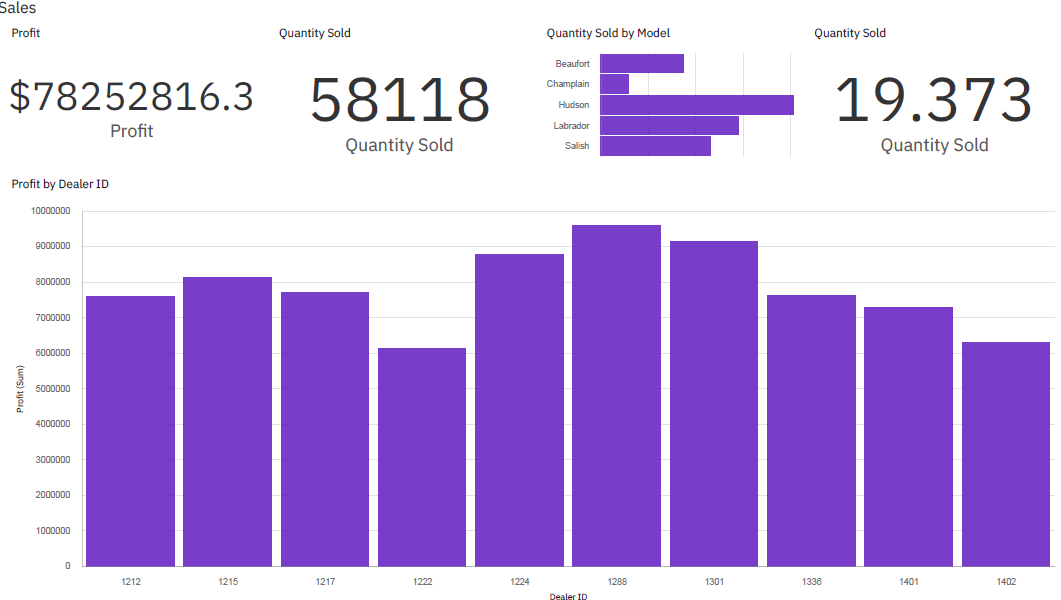 Sales
Profit
$78252816.3
Profit
Quantity Sold
58118
Quantity Sold
Quantity Sold by Model
Beaufort
Champlain
Hudson
Labrador
Salish
Quantity Sold
19.373
Quantity Sold
Profit by Dealer ID
Profit (Sum)
10000000
9000000
8000000
7000000
6000000
5000000
4000000
3000000
2000000
1000000
0
1212 1215 1217 1222 1224 1288 1301 1338 1401 1402
Dealer ID